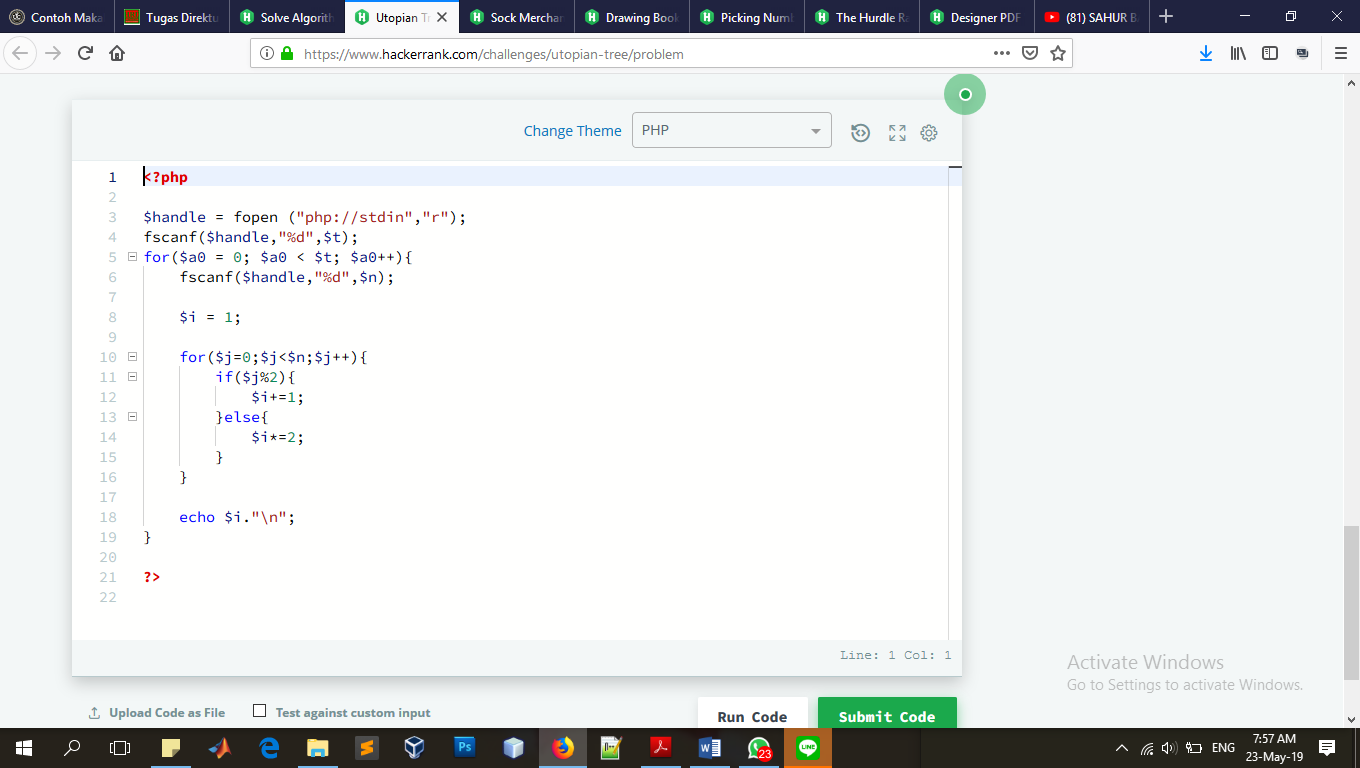 Contoh Maka
Tugas Direktu
Solve Algorith
Utopian Tr
Sock Merchan
Drawing Book
Picking Numb
The Hurdle Ra
Designer PDF
(81) SAHUR B
https://www.hackerrank.com/challenges/utopian-tree/problem
Change Theme
PHP
1 <?php
2
3 $handle = fopen ("php://stdin","r");
4 fscanf($handle,"%d",$t);
5 for($a0 = 0; $a0 < $t; $a0++){
6 fscanf($handle,"%d",$n);
7
8 $i = 1;
9
10 for($j=0;$j<$n;$j++){
11 if($j%2){
12 $i+=1;
13 }else{
14 $i*=2;
15 }
16 }
17
18 echo $i."\n";
19 }
20
21 ?>
22
Line: 1 Col: 1
Activate Windows
Go to Settings to activate Windows.
Upload Code as File
Test against custom input
Run Code
Submit Code
Ps
W
23
LINE
ENG
7:57 AM
23-May-19